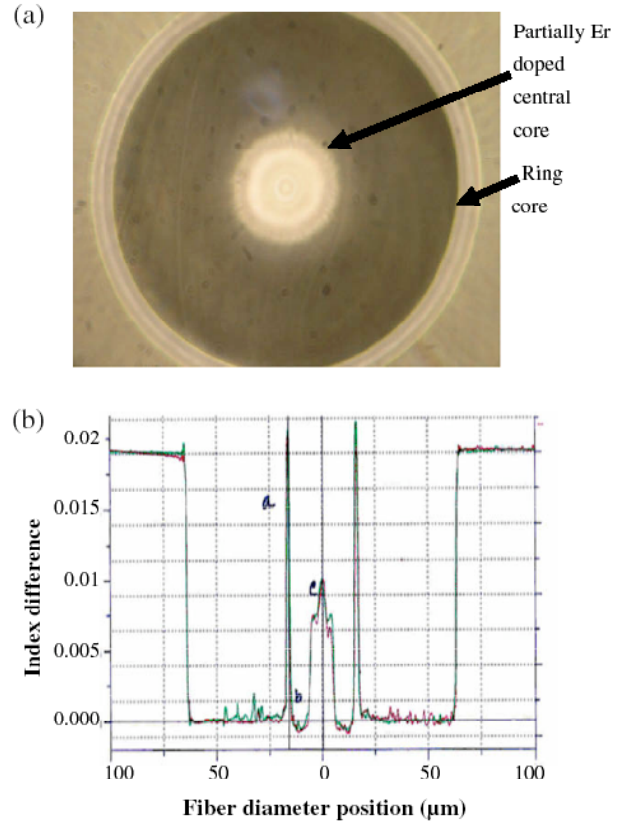 (a)
Partially Er
doped
central
core
Ring
core
(b)
0.02
0.015
0.01
0.005
0.000
a
c
b
Index difference
100 50 0 50 100
Fiber diameter position (µm)